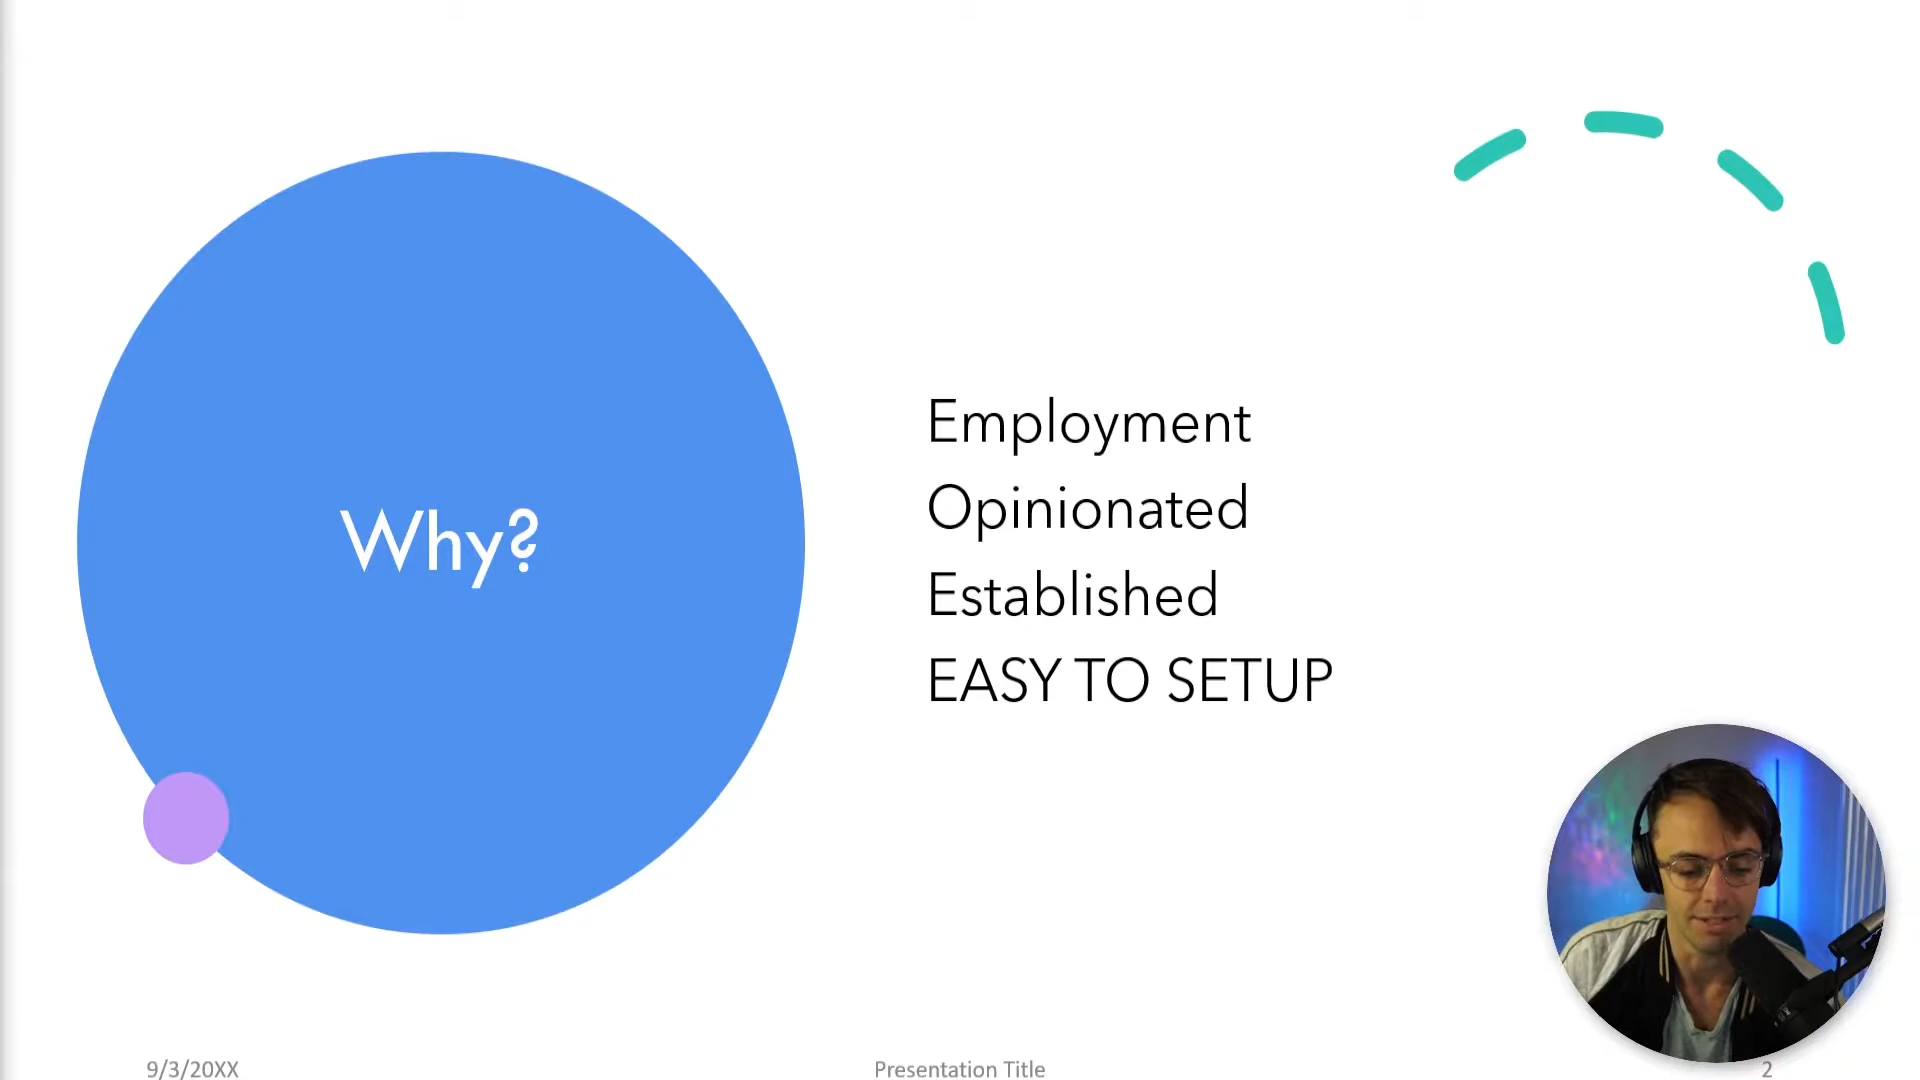 Why?
Employment
Opinionated
Established
EASY TO SETUP
9/3/20XX
Presentation Title
2